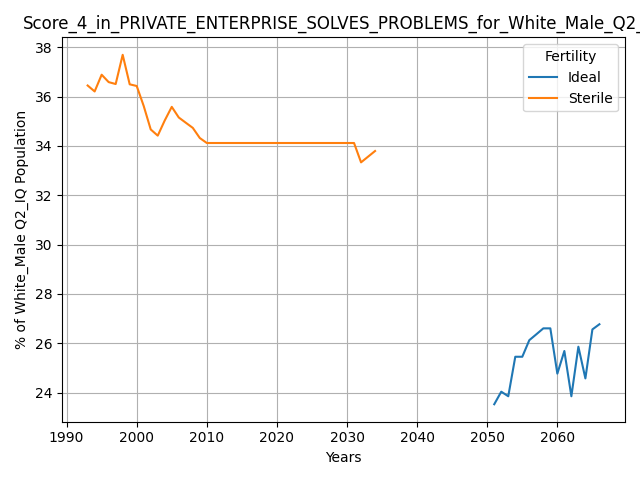 Score_4_in_PRIVATE_ENTERPRISE_SOLVES_PROBLEMS_for_White_Male_Q2_
Fertility
Ideal
Sterile
% of White_Male Q2_IQ Population
38
36
34
32
30
28
26
24
1990 2000 2010 2020 2030 2040 2050 2060
Years